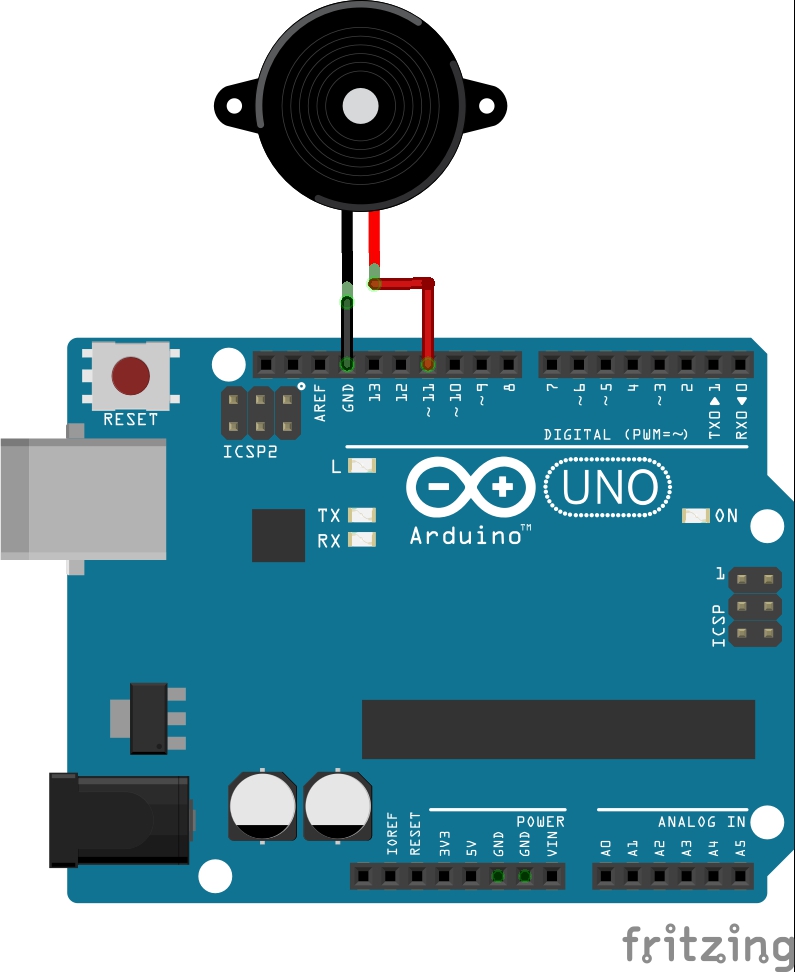 RESET
ICSP2
AREF
GND
13
12
~11
~10
~9
8
7
~6
~5
4
~3
2
TX0▶1
RX0◀0
DIGITAL (PWM=~)
L
TX
RX
Arduino™
UNO
ON
1
ICSP
IOREF
RESET
3V3
5V
GND
GND
VIN
POWER
A0
A1
A2
A3
A4
A5
ANALOG IN
fritzing